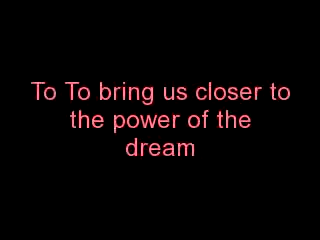 To To bring us closer to
the power of the
dream